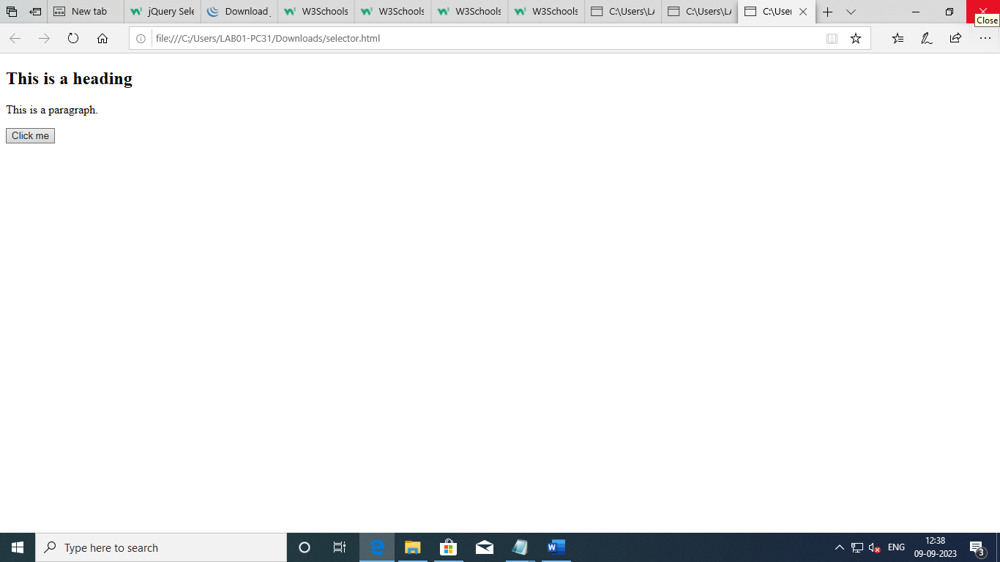 New tab
jQuery Sele
Download
W3Schools
W3Schools
W3Schools
W3Schools
C:\Users\LA
C:\Users\LA
C:\User
Close
file:///C:/Users/LAB01-PC31/Downloads/selector.html
This is a heading
This is a paragraph.
Click me
Type here to search
ENG
12:38
09-09-2023
3